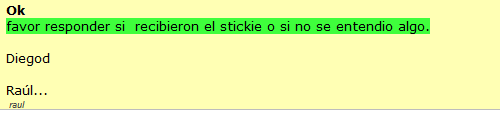 Ok
favor responder si  recibieron el stickie o si no se entendio algo.
Diegod
Raúl...
raul